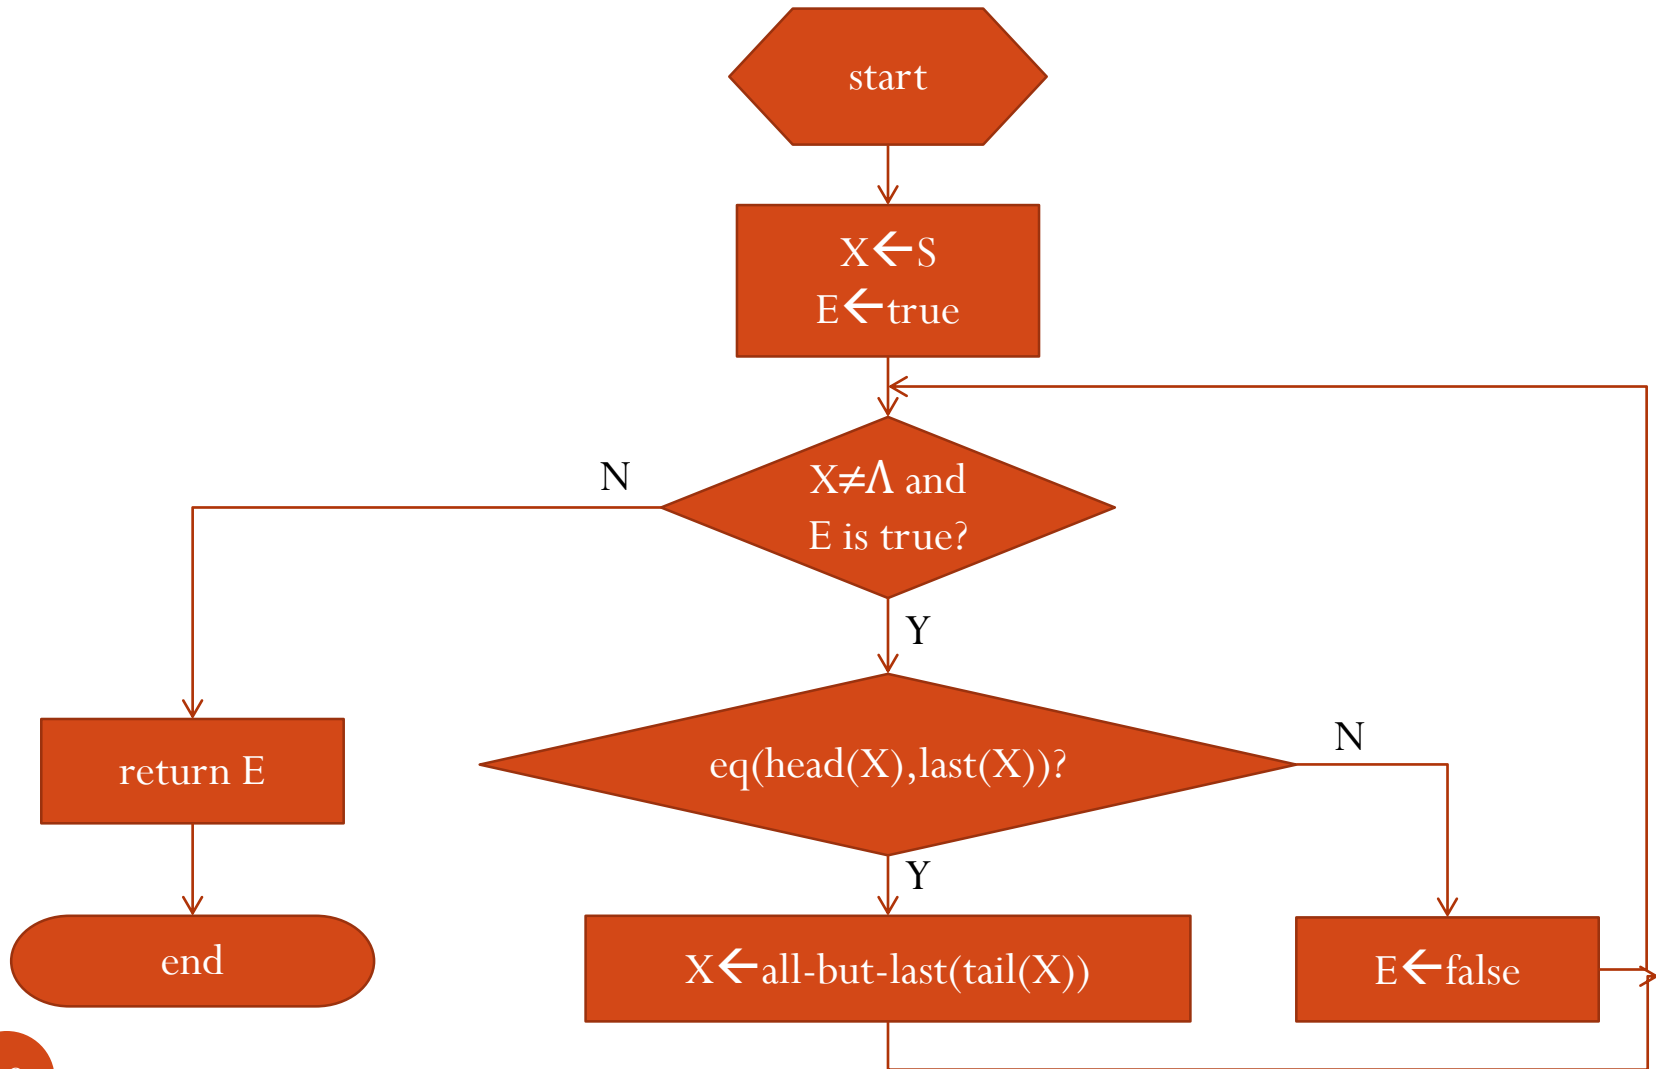 start
X←S
E←true
N
X≠Λ and
E is true?
Y
N
return E
eq(head(X),last(X))?
Y
end
X←all-but-last(tail(X))
E←false